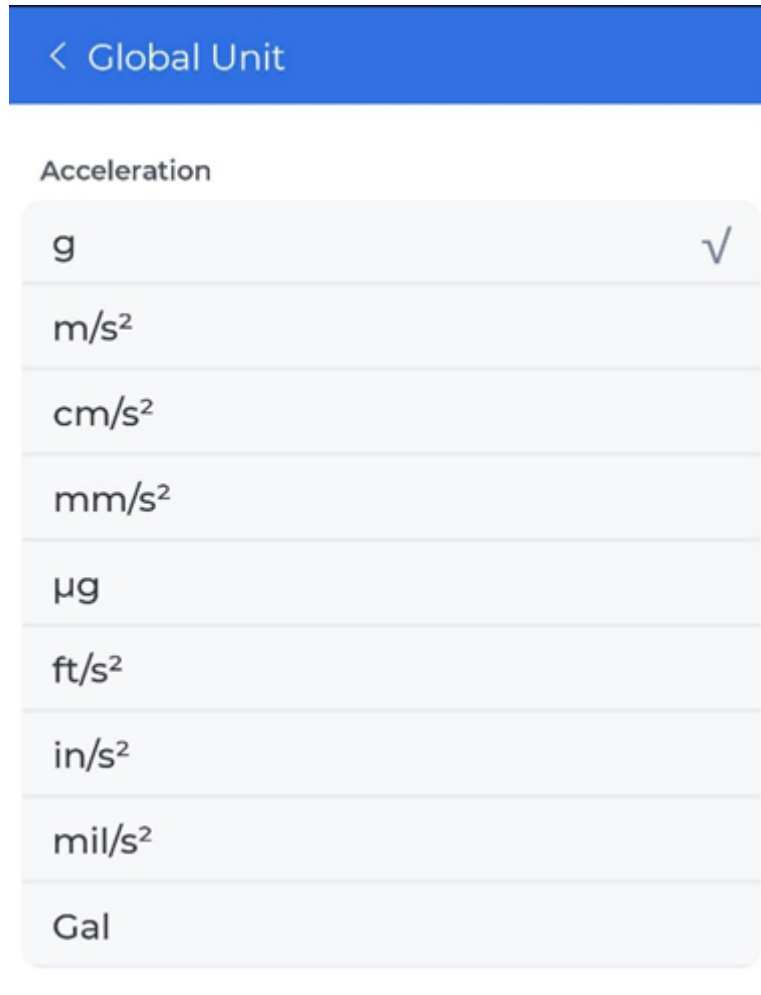 < Global Unit
Acceleration
g √
m/s²
cm/s²
mm/s²
µg
ft/s²
in/s²
mil/s²
Gal